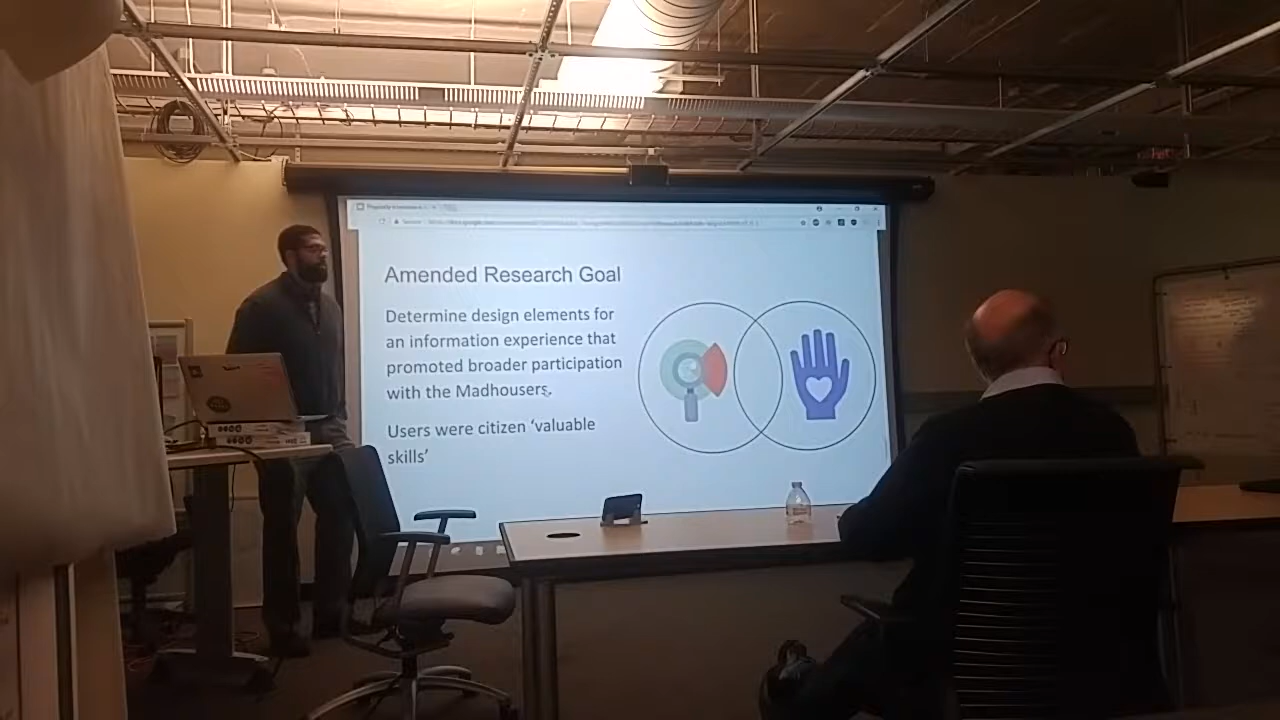 Amended Research Goal
Determine design elements for
an information experience that
promoted broader participation
with the Madhousers.
Users were citizen ‘valuable
skills’